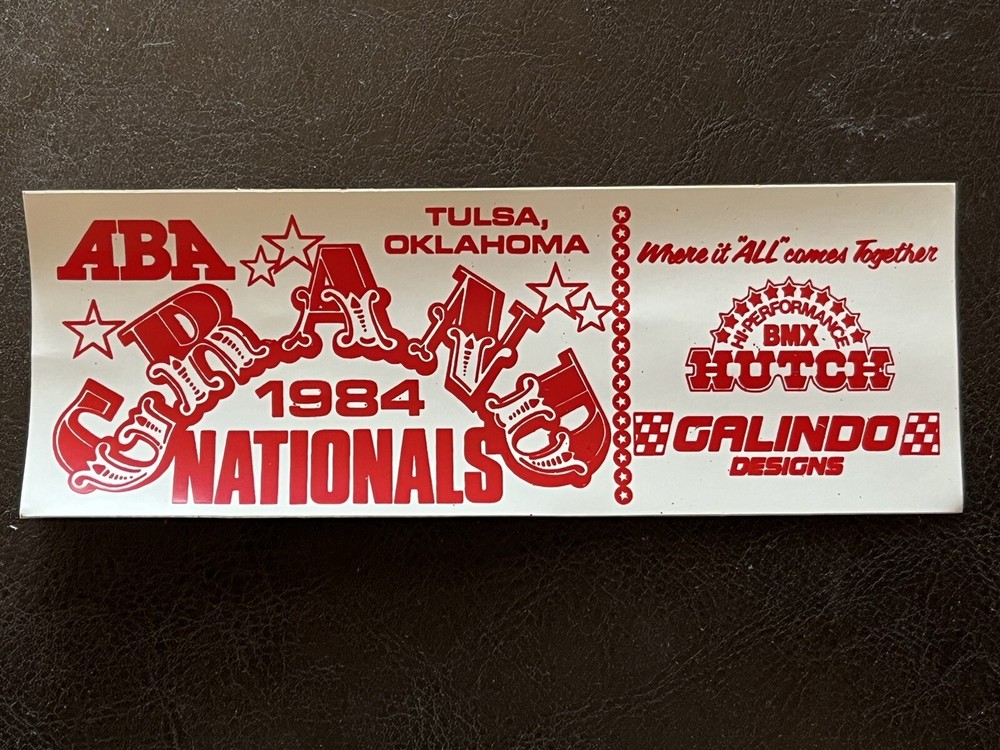 ABA
TULSA,
OKLAHOMA
GRAND
1984
NATIONALS
Where it "ALL" comes Together
HI-PERFORMANCE
BMX
HUTCH
GALINDO
DESIGNS